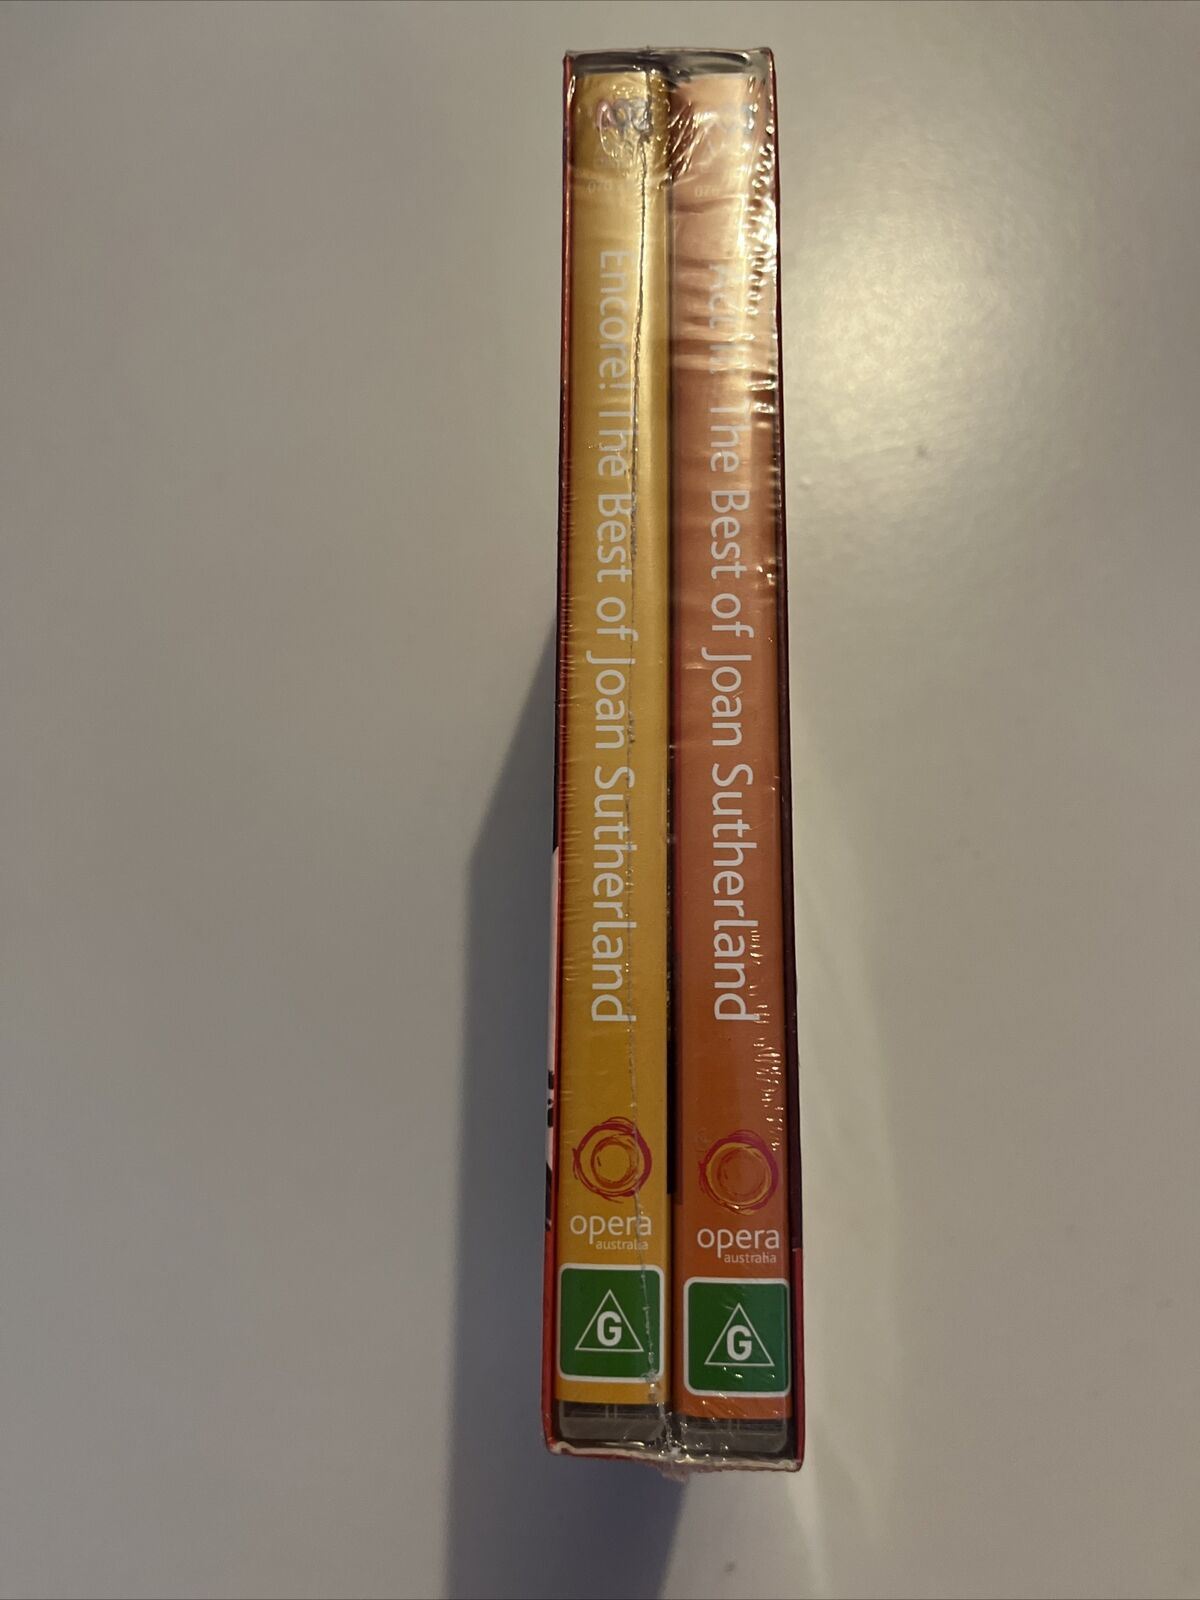 Encore! The Best of Joan Sutherland
opera
australia
G
The Best of Joan Sutherland
opera
australia
G